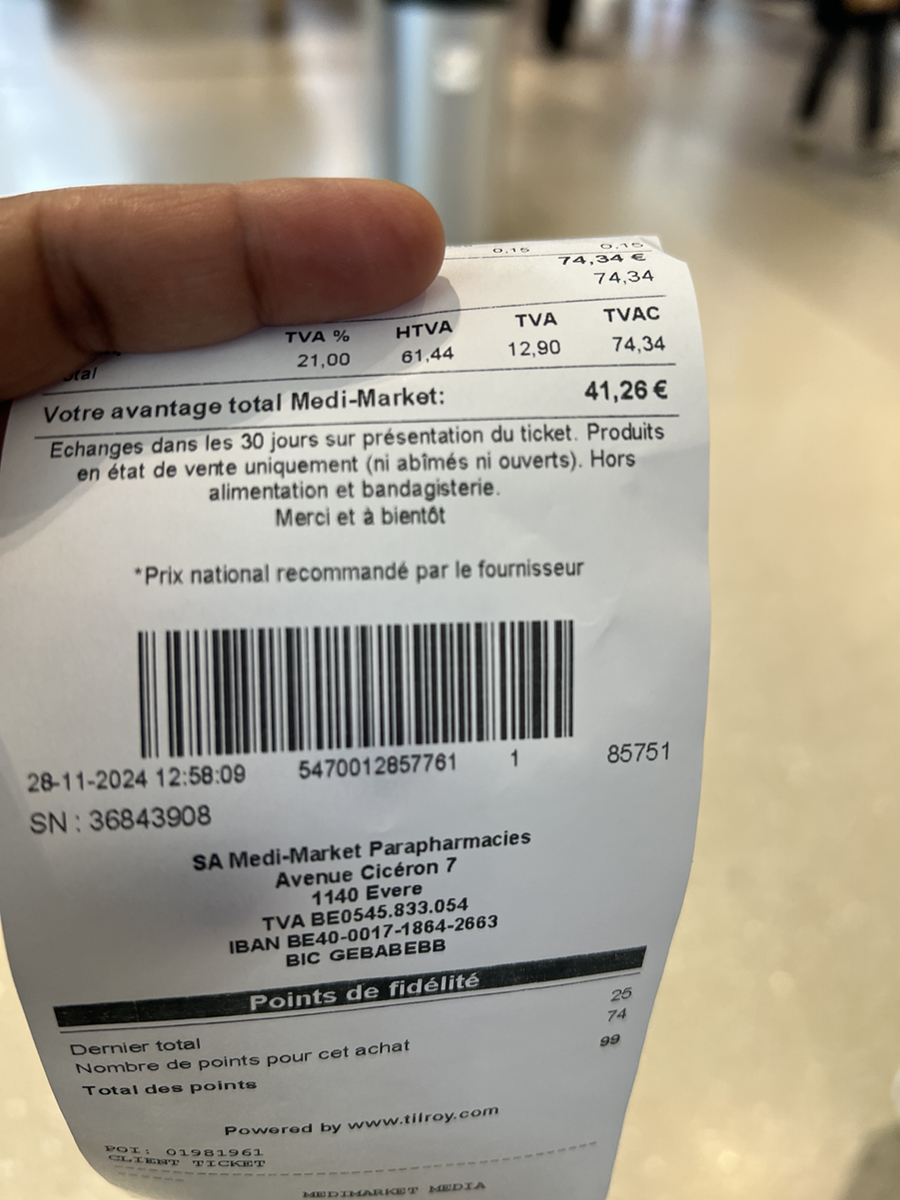 0,15 0,15
74,34 €
74,34
TVA % HTVA TVA TVAC
21,00 61,44 12,90 74,34
Votre avantage total Medi-Market: 41,26 €
Echanges dans les 30 jours sur présentation du ticket. Produits
en état de vente uniquement (ni abîmés ni ouverts). Hors
alimentation et bandagisterie.
Merci et à bientôt
*Prix national recommandé par le fournisseur
28-11-2024 12:58:09 5470012857761 1 85751
SN : 36843908
SA Medi-Market Parapharmacies
Avenue Cicéron 7
1140 Evere
TVA BE0545.833.054
IBAN BE40-0017-1864-2663
BIC GEBABEBB
Points de fidélité
Dernier total 25
Nombre de points pour cet achat 74
Total des points 99
Powered by www.tilroy.com
POI: 01981961
CLIENT TICKET
MEDIMARKET MEDIA